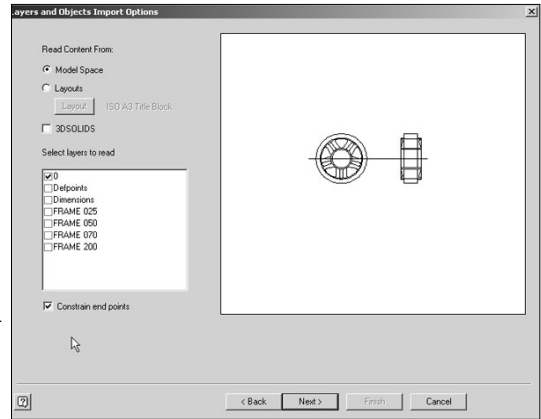 ayers and Objects Import Options
Read Content From:
Model Space
Layouts
Layout ISO A3 Title Block
3DSOLIDS
Select layers to read
0
Defpoints
Dimensions
FRAME 025
FRAME 050
FRAME 070
FRAME 200
Constrain end points
? < Back Next > Finish Cancel